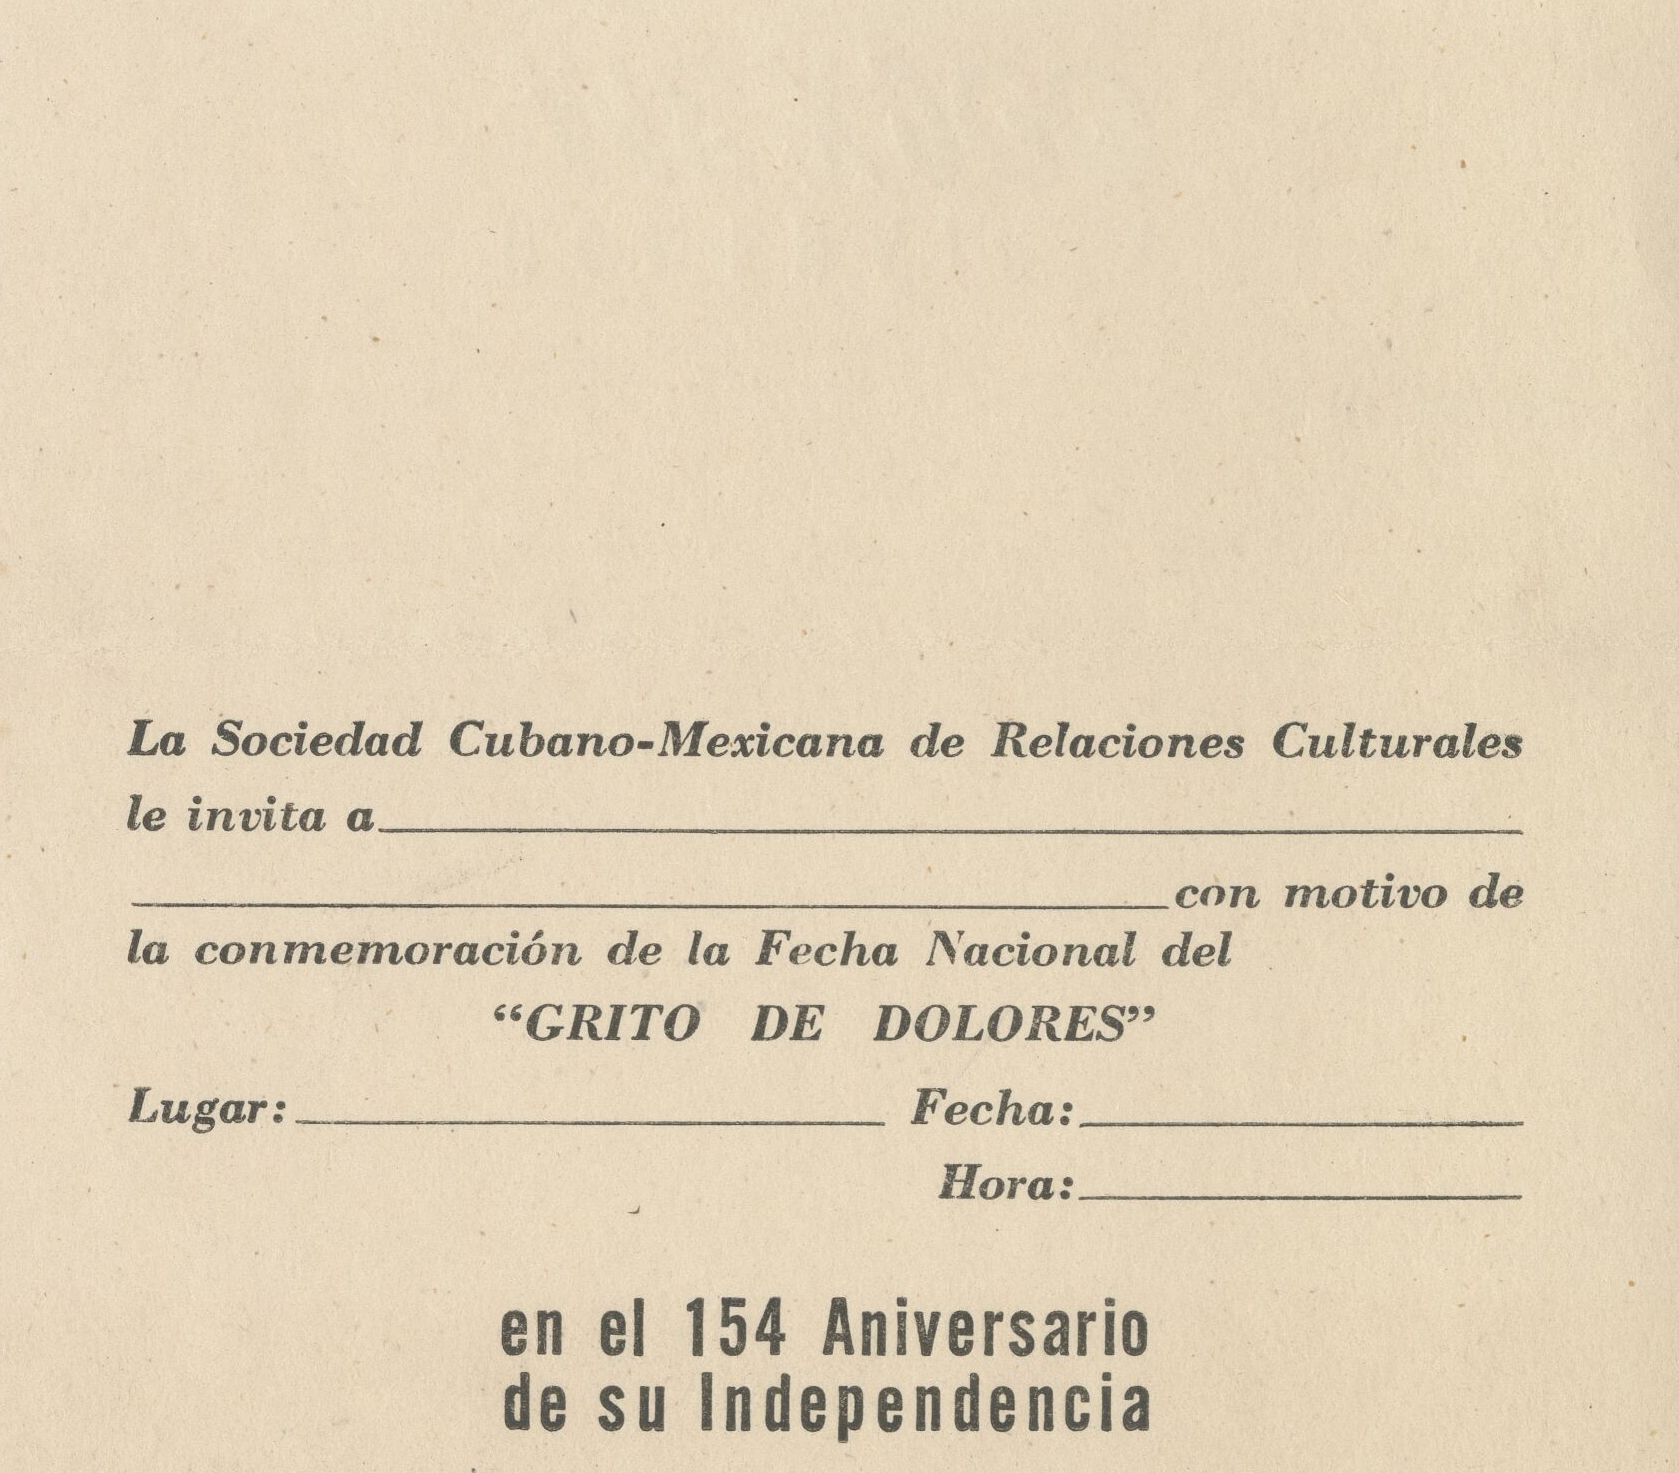 La Sociedad Cubano-Mexicana de Relaciones Culturales
le invita a
con motivo de
la conmemoración de la Fecha Nacional del
“GRITO DE DOLORES”
Lugar: Fecha:
Hora:
en el 154 Aniversario
de su Independencia